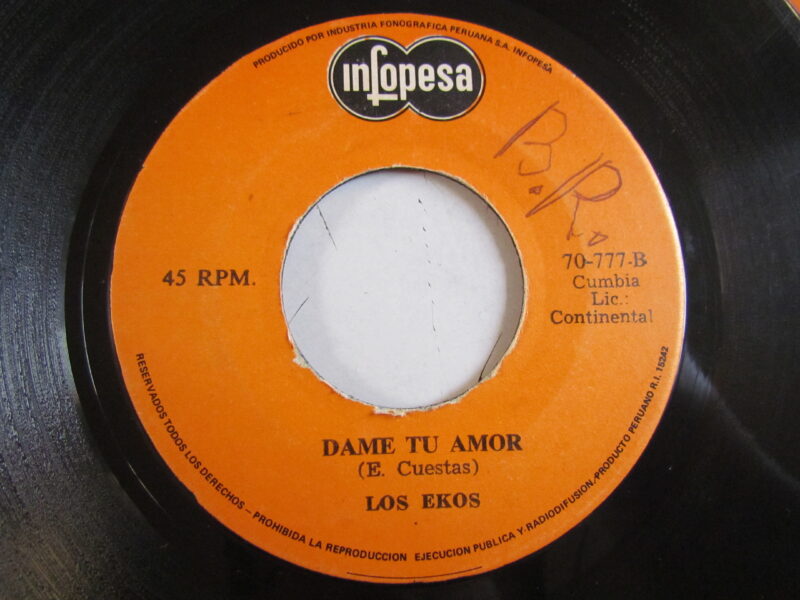 PRODUCIDO POR INDUSTRIA FONOGRAFICA PERUANA S.A. INFOPESA
infopesa
B.R.
45 RPM.
70-777-B
Cumbia
Lic.:
Continental
DAME TU AMOR
(E. Cuestas)
LOS EKOS
RESERVADOS TODOS LOS DERECHOS - PROHIBIDA LA REPRODUCCION EJECUCION PUBLICA Y RADIODIFUSION.-PRODUCTO PERUANO R.I. 15242